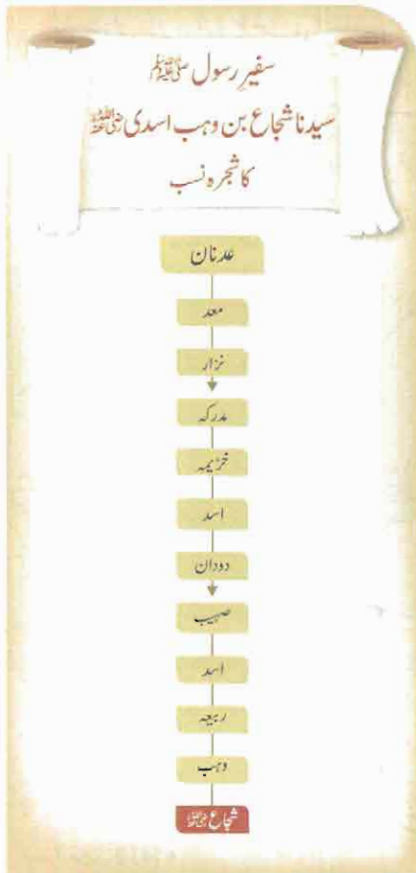 سفیرِ رسول ﷺ
سیدنا شجاع بن وہب اسدی رضی اللہ عنہ
کا شجرہ نسب
عدنان
معد
نزار
مدرکہ
خزیمہ
اسد
دودان
صہیب
اسد
ربیعہ
وہب
شجاع رضی اللہ عنہ